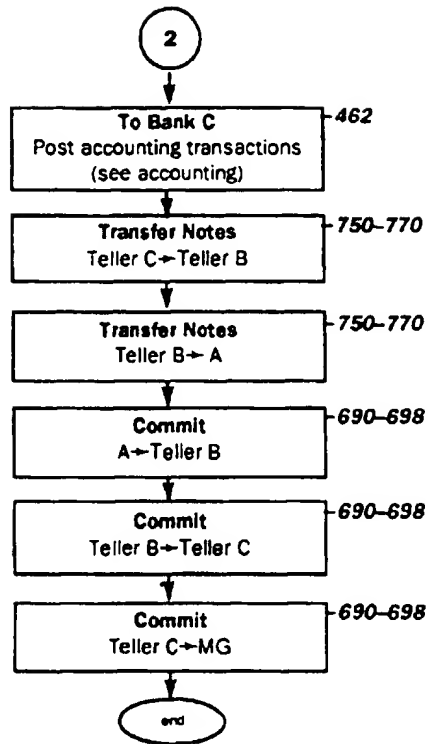 2
To Bank C
462
Post accounting transactions
(see accounting)
Transfer Notes
750–770
Teller C→Teller B
Transfer Notes
750–770
Teller B→A
Commit
690–698
A→Teller B
Commit
690–698
Teller B→Teller C
Commit
690–698
Teller C→MG
end